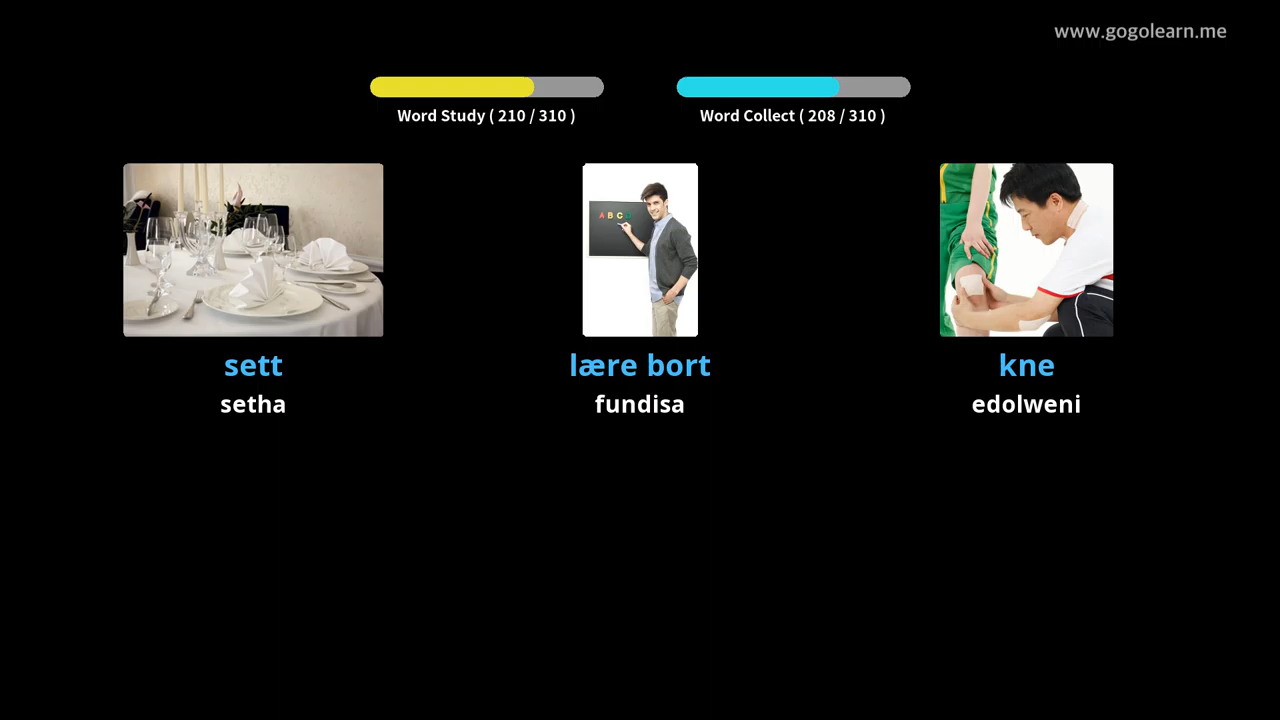 www.gogolearn.me
Word Study ( 210 / 310 )
Word Collect ( 208 / 310 )
A B C D
sett
lære bort
kne
setha
fundisa
edolweni